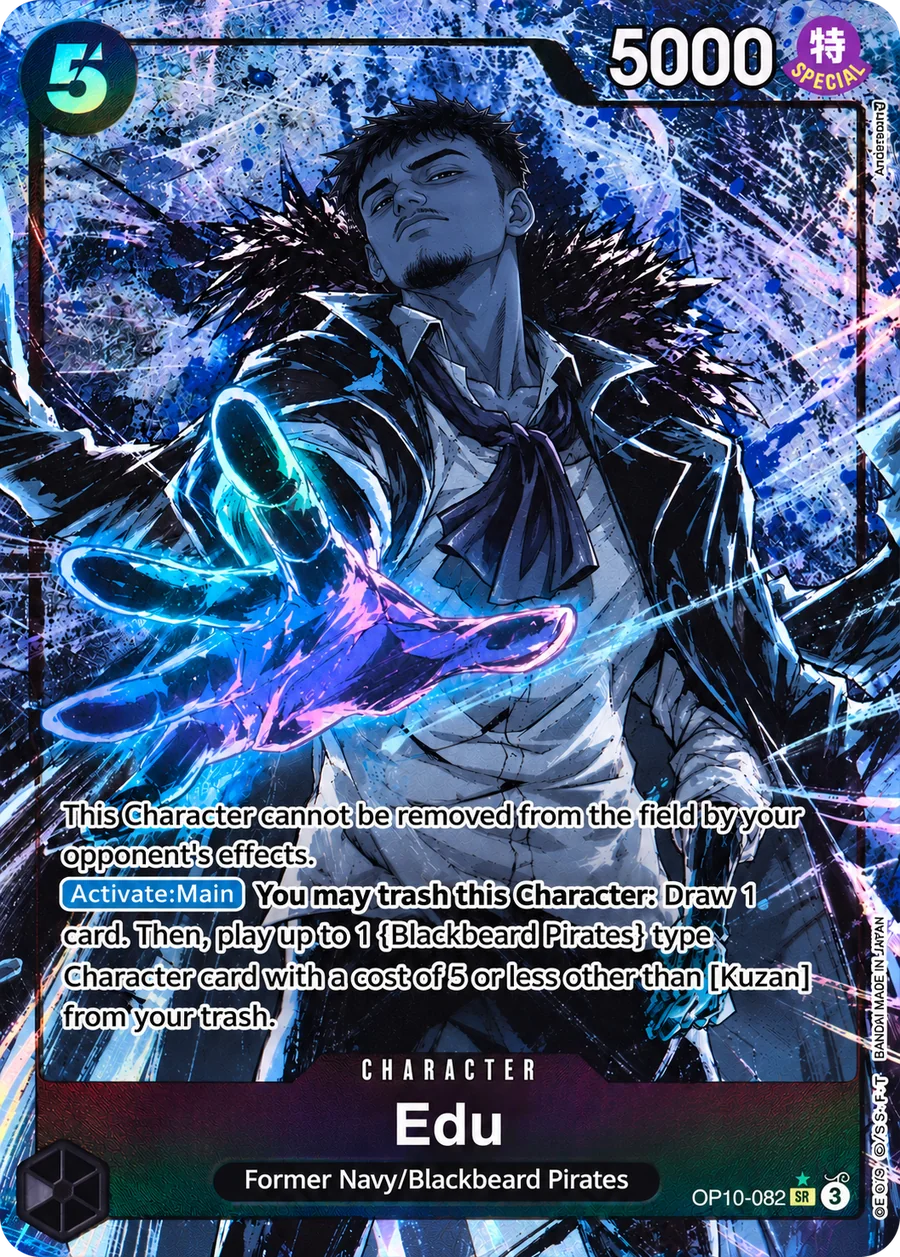 5
5000
特
SPECIAL
Anderson J
This Character cannot be removed from the field by your
opponent's effects.
Activate:Main You may trash this Character: Draw 1
card. Then, play up to 1 {Blackbeard Pirates} type
Character card with a cost of 5 or less other than [Kuzan]
from your trash.
BANDAI MADE IN JAPAN
CHARACTER
Edu
Former Navy/Blackbeard Pirates
OP10-082 SR 3